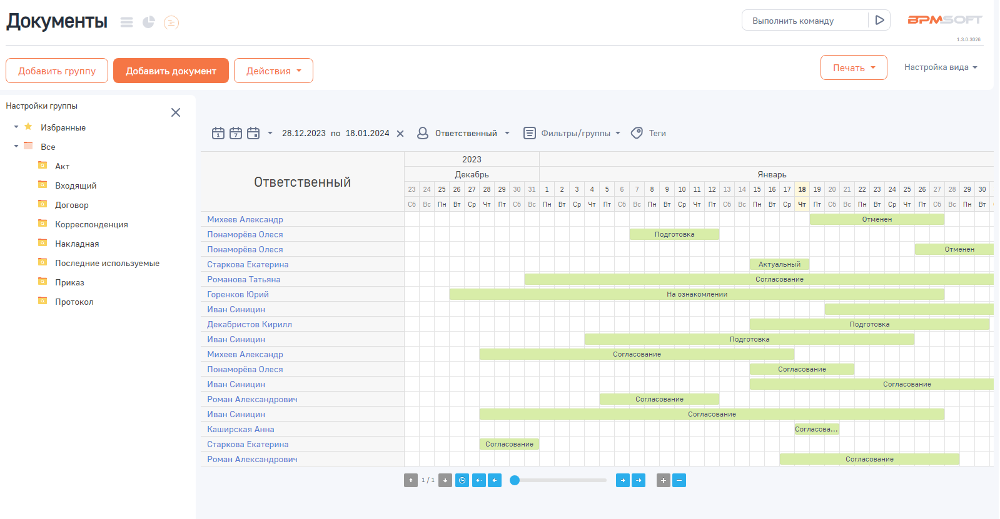 Документы
Выполнить команду
BPMSOFT
1.3.0.3026
Добавить группу
Добавить документ
Действия
Печать
Настройка вида
Настройки группы
Избранные
Все
Акт
Входящий
Договор
Корреспонденция
Накладная
Последние используемые
Приказ
Протокол
1 7 28.12.2023 по 18.01.2024 Ответственный Фильтры/группы Теги
Ответственный
2023
Декабрь Январь
23 24 25 26 27 28 29 30 31 1 2 3 4 5 6 7 8 9 10 11 12 13 14 15 16 17 18 19 20 21 22 23 24 25 26 27 28 29 30
Сб Вс Пн Вт Ср Чт Пт Сб Вс Пн Вт Ср Чт Пт Сб Вс Пн Вт Ср Чт Пт Сб Вс Пн Вт Ср Чт Пт Сб Вс Пн Вт Ср Чт Пт Сб Вс Пн Вт
Михеев Александр Отменен
Понаморёва Олеся Подготовка
Понаморёва Олеся Отменен
Старкова Екатерина Актуальный
Романова Татьяна Согласование
Горенков Юрий На ознакомлении
Иван Синицин
Декабристов Кирилл Подготовка
Иван Синицин Подготовка
Михеев Александр Согласование
Понаморёва Олеся Согласование
Иван Синицин Согласование
Роман Александрович Согласование
Иван Синицин Согласование
Каширская Анна Согласова...
Старкова Екатерина Согласование
Роман Александрович Согласование
1 / 1